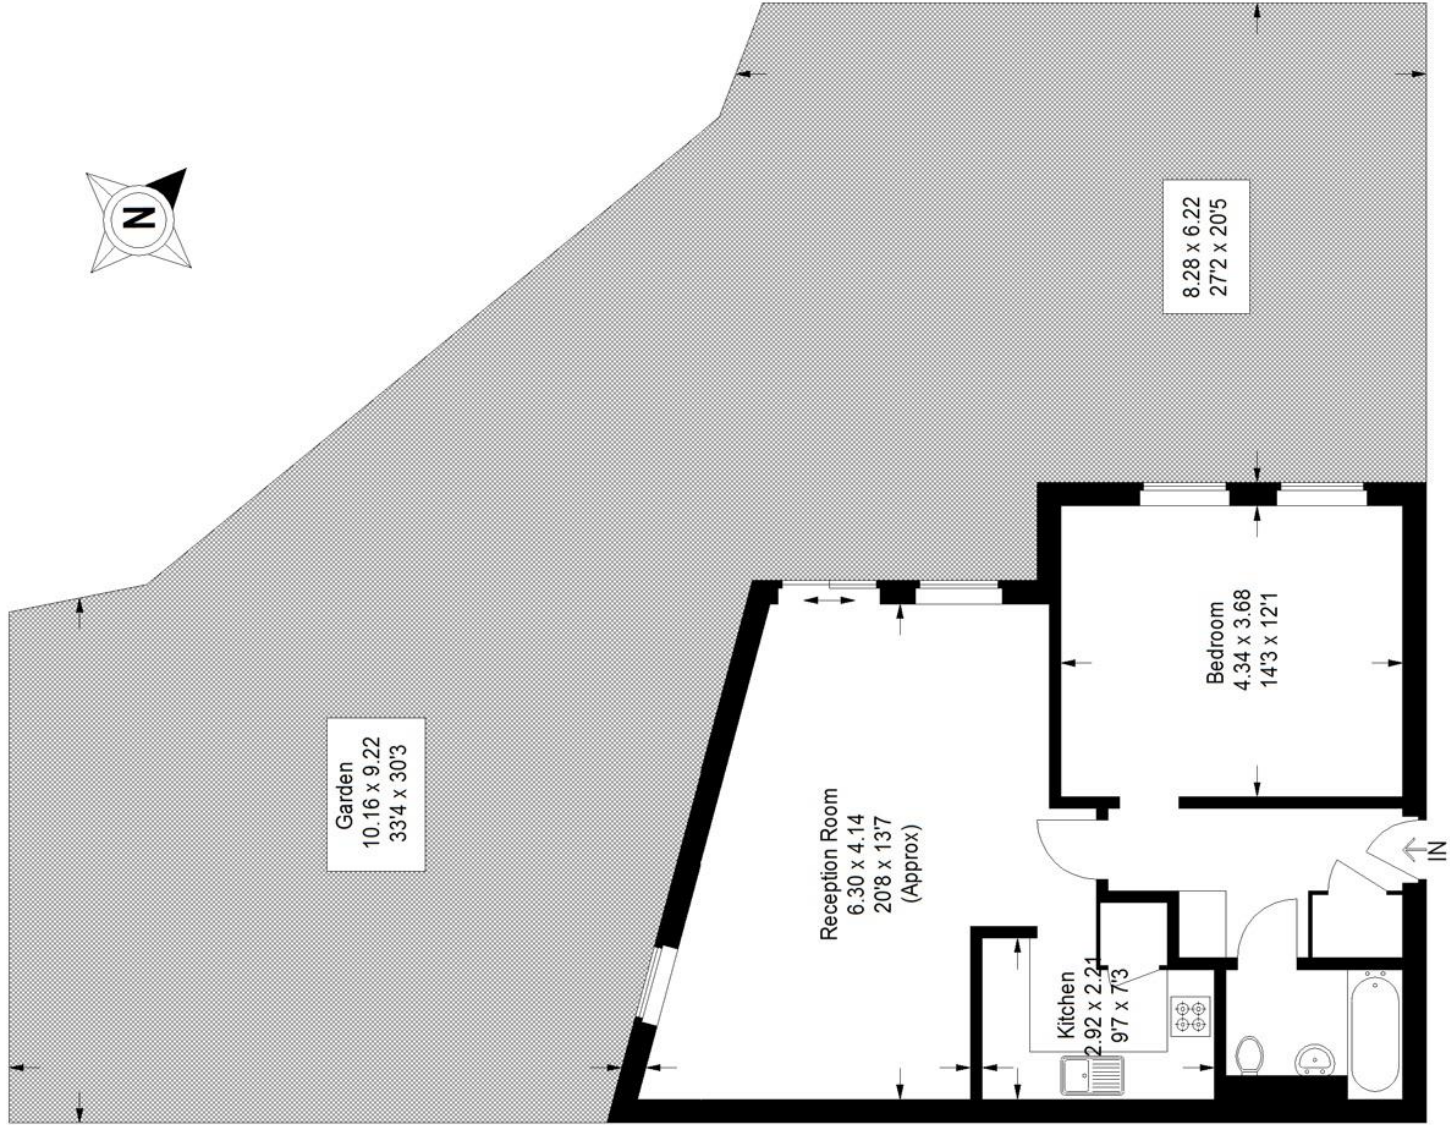 N
8.28 x 6.22
27'2 x 20'5
Garden
10.16 x 9.22
33'4 x 30'3
Bedroom
4.34 x 3.68
14'3 x 12'1
Reception Room
6.30 x 4.14
20'8 x 13'7
(Approx)
Kitchen
2.92 x 2.21
9'7 x 7'3
IN